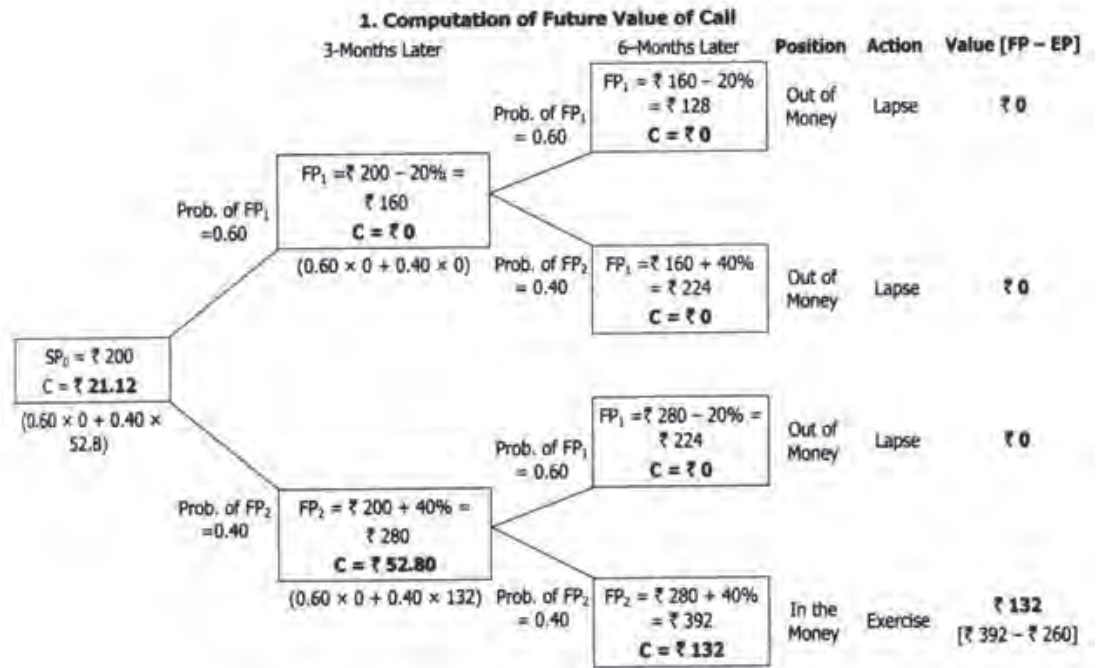 1. Computation of Future Value of Call
3-Months Later
6–Months Later
Position
Action
Value [FP – EP]
Prob. of FP₁
= 0.60
FP₁ = ₹ 160 – 20%
= ₹ 128
C = ₹ 0
Out of
Money
Lapse
₹ 0
Prob. of FP₁
=0.60
FP₁ =₹ 200 – 20% =
₹ 160
C = ₹ 0
(0.60 × 0 + 0.40 × 0)
Prob. of FP₂
= 0.40
FP₁ =₹ 160 + 40%
= ₹ 224
C = ₹ 0
Out of
Money
Lapse
₹ 0
SP₀ = ₹ 200
C = ₹ 21.12
(0.60 × 0 + 0.40 ×
52.8)
Prob. of FP₁
= 0.60
FP₁ =₹ 280 – 20% =
₹ 224
C = ₹ 0
Out of
Money
Lapse
₹ 0
Prob. of FP₂
=0.40
FP₂ = ₹ 200 + 40% =
₹ 280
C = ₹ 52.80
(0.60 × 0 + 0.40 × 132)
Prob. of FP₂
= 0.40
FP₂ = ₹ 280 + 40%
= ₹ 392
C = ₹ 132
In the
Money
Exercise
₹ 132
[₹ 392 – ₹ 260]